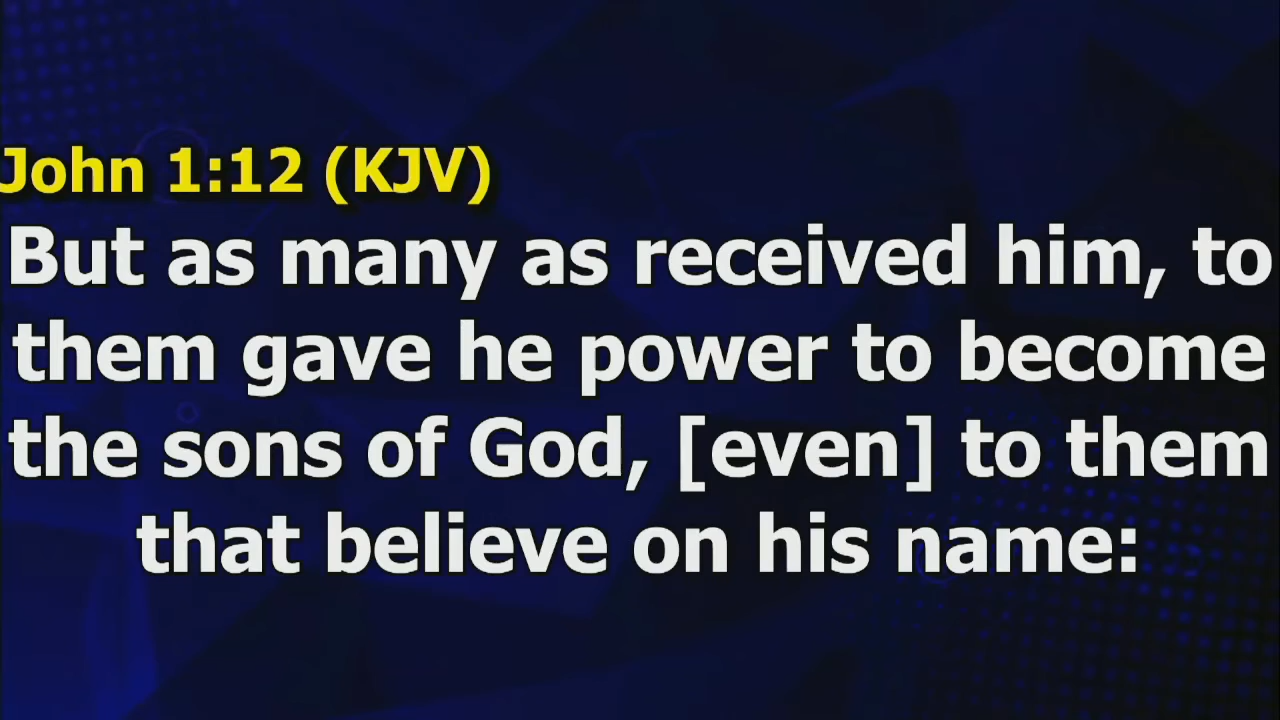 John 1:12 (KJV)
But as many as received him, to
them gave he power to become
the sons of God, [even] to them
that believe on his name: